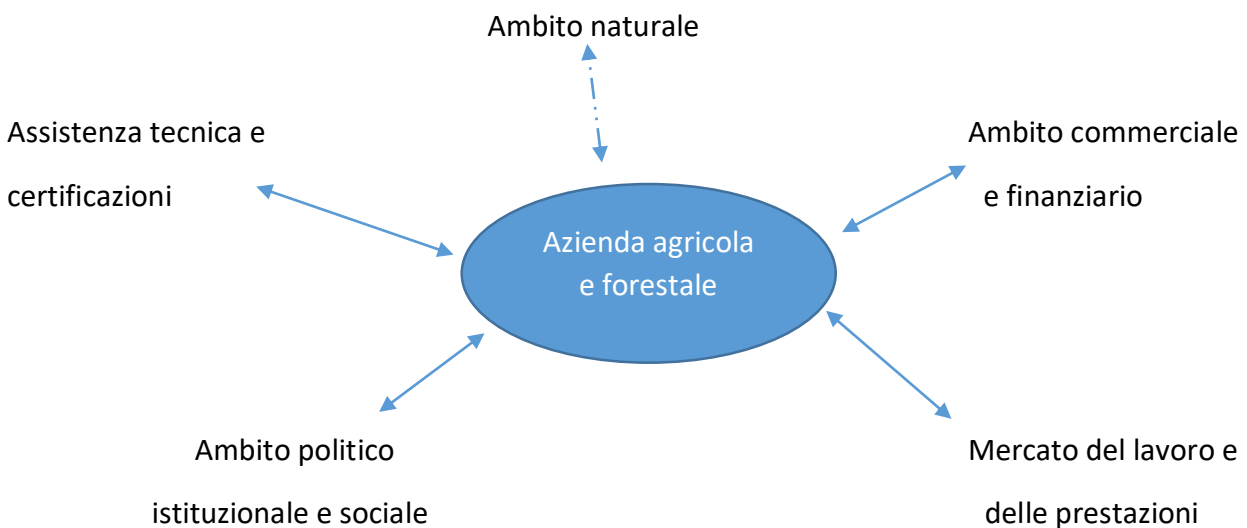 Ambito naturale
Assistenza tecnica e
certificazioni
Ambito commerciale
e finanziario
Azienda agricola
e forestale
Ambito politico
istituzionale e sociale
Mercato del lavoro e
delle prestazioni